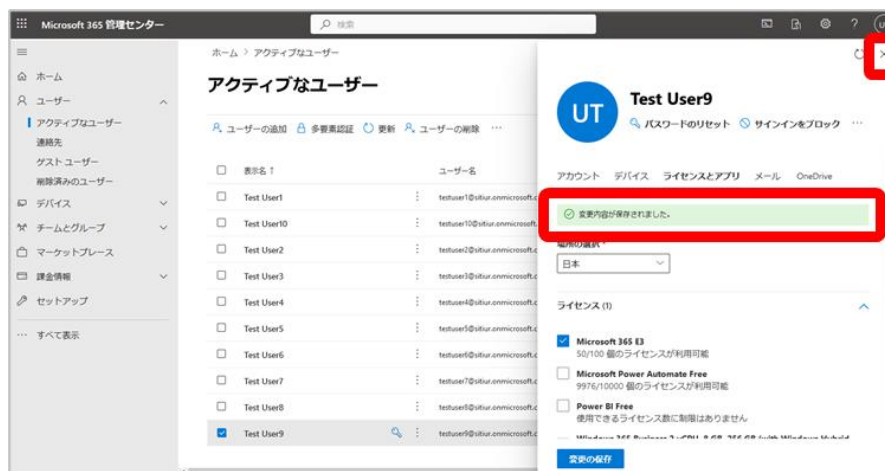 Microsoft 365 管理センター
検索
UT
ホーム
ユーザー
アクティブなユーザー
連絡先
ゲスト ユーザー
削除済みのユーザー
デバイス
チームとグループ
マーケットプレース
課金情報
セットアップ
すべて表示
ホーム > アクティブなユーザー
アクティブなユーザー
ユーザーの追加 多要素認証 更新 ユーザーの削除
表示名 ↑ ユーザー名
Test User1 testuser1@sitiur.onmicrosoft.c
Test User10 testuser10@sitiur.onmicrosoft.
Test User2 testuser2@sitiur.onmicrosoft.c
Test User3 testuser3@sitiur.onmicrosoft.c
Test User4 testuser4@sitiur.onmicrosoft.c
Test User5 testuser5@sitiur.onmicrosoft.c
Test User6 testuser6@sitiur.onmicrosoft.c
Test User7 testuser7@sitiur.onmicrosoft.c
Test User8 testuser8@sitiur.onmicrosoft.c
Test User9 testuser9@sitiur.onmicrosoft.c
UT
Test User9
パスワードのリセット サインインをブロック
アカウント デバイス ライセンスとアプリ メール OneDrive
変更内容が保存されました。
場所の選択 *
日本
ライセンス (1)
Microsoft 365 E3
50/100 個のライセンスが利用可能
Microsoft Power Automate Free
9976/10000 個のライセンスが利用可能
Power BI Free
使用できるライセンス数に制限はありません
Windows 365 Business 2 vCPU, 8 GB, 256 GB (with Windows Hybrid
変更の保存